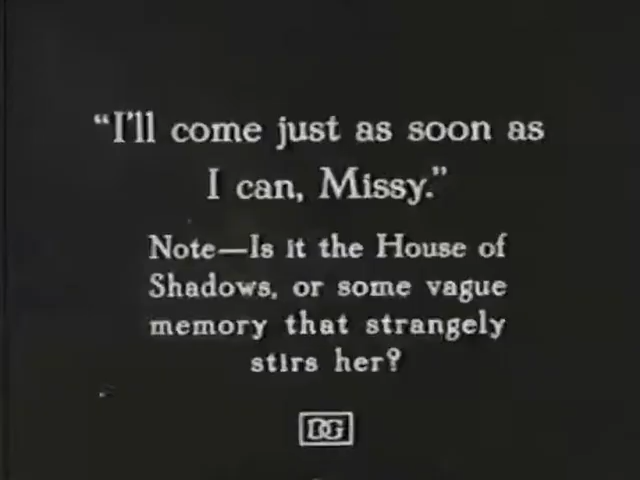 “I'll come just as soon as
I can, Missy.”
Note—Is it the House of
Shadows, or some vague
memory that strangely
stirs her?
DG